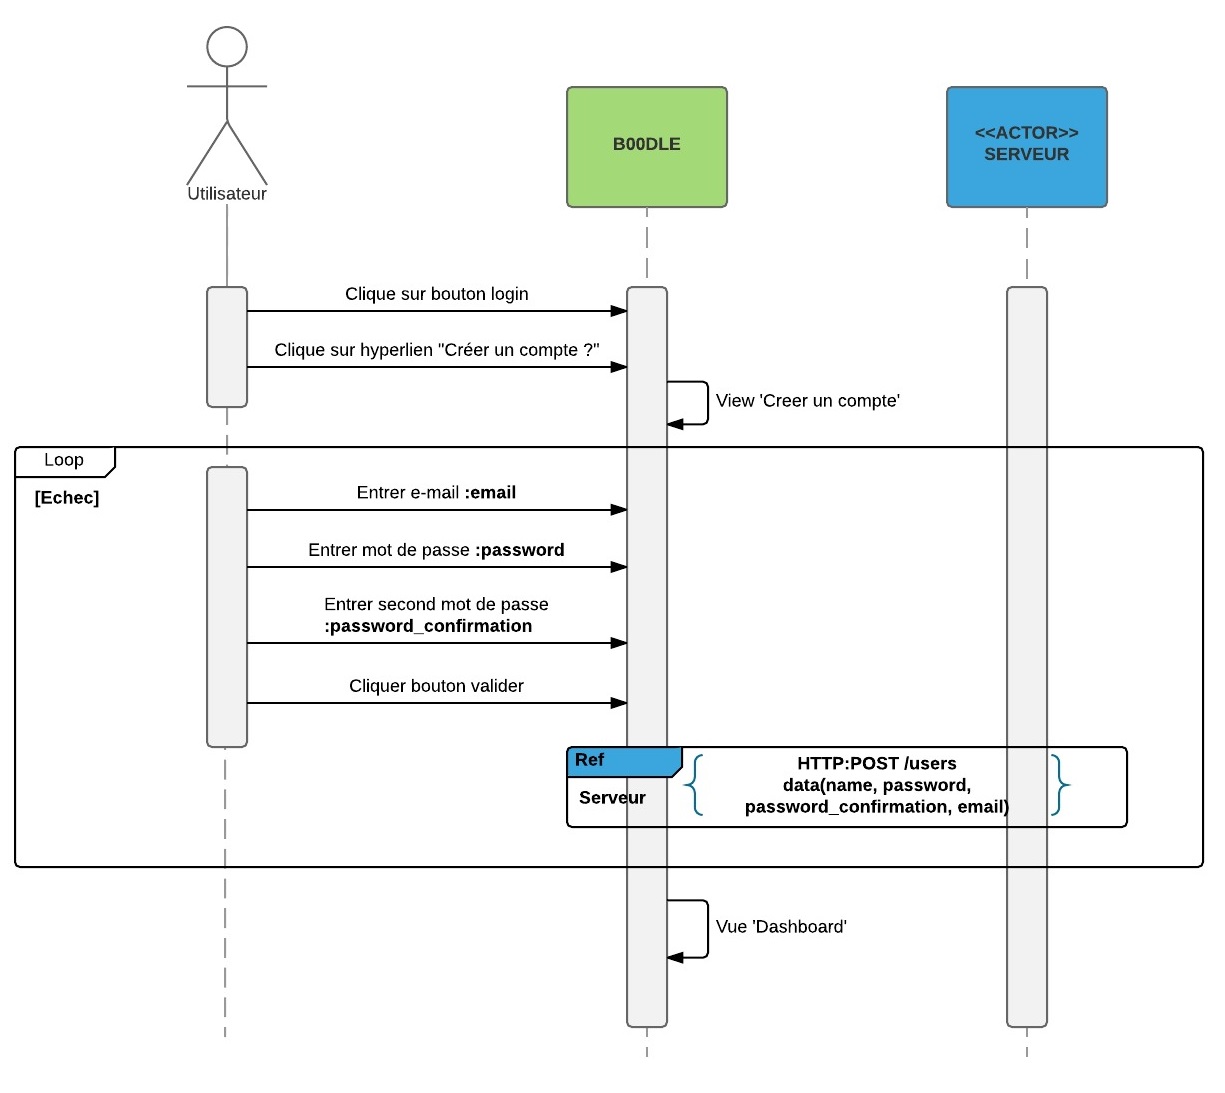 Utilisateur
B00DLE
<<ACTOR>>
SERVEUR
Clique sur bouton login
Clique sur hyperlien "Créer un compte ?"
View 'Creer un compte'
Loop
[Echec]
Entrer e-mail :email
Entrer mot de passe :password
Entrer second mot de passe
:password_confirmation
Cliquer bouton valider
Ref
Serveur
HTTP:POST /users
data(name, password,
password_confirmation, email)
Vue 'Dashboard'